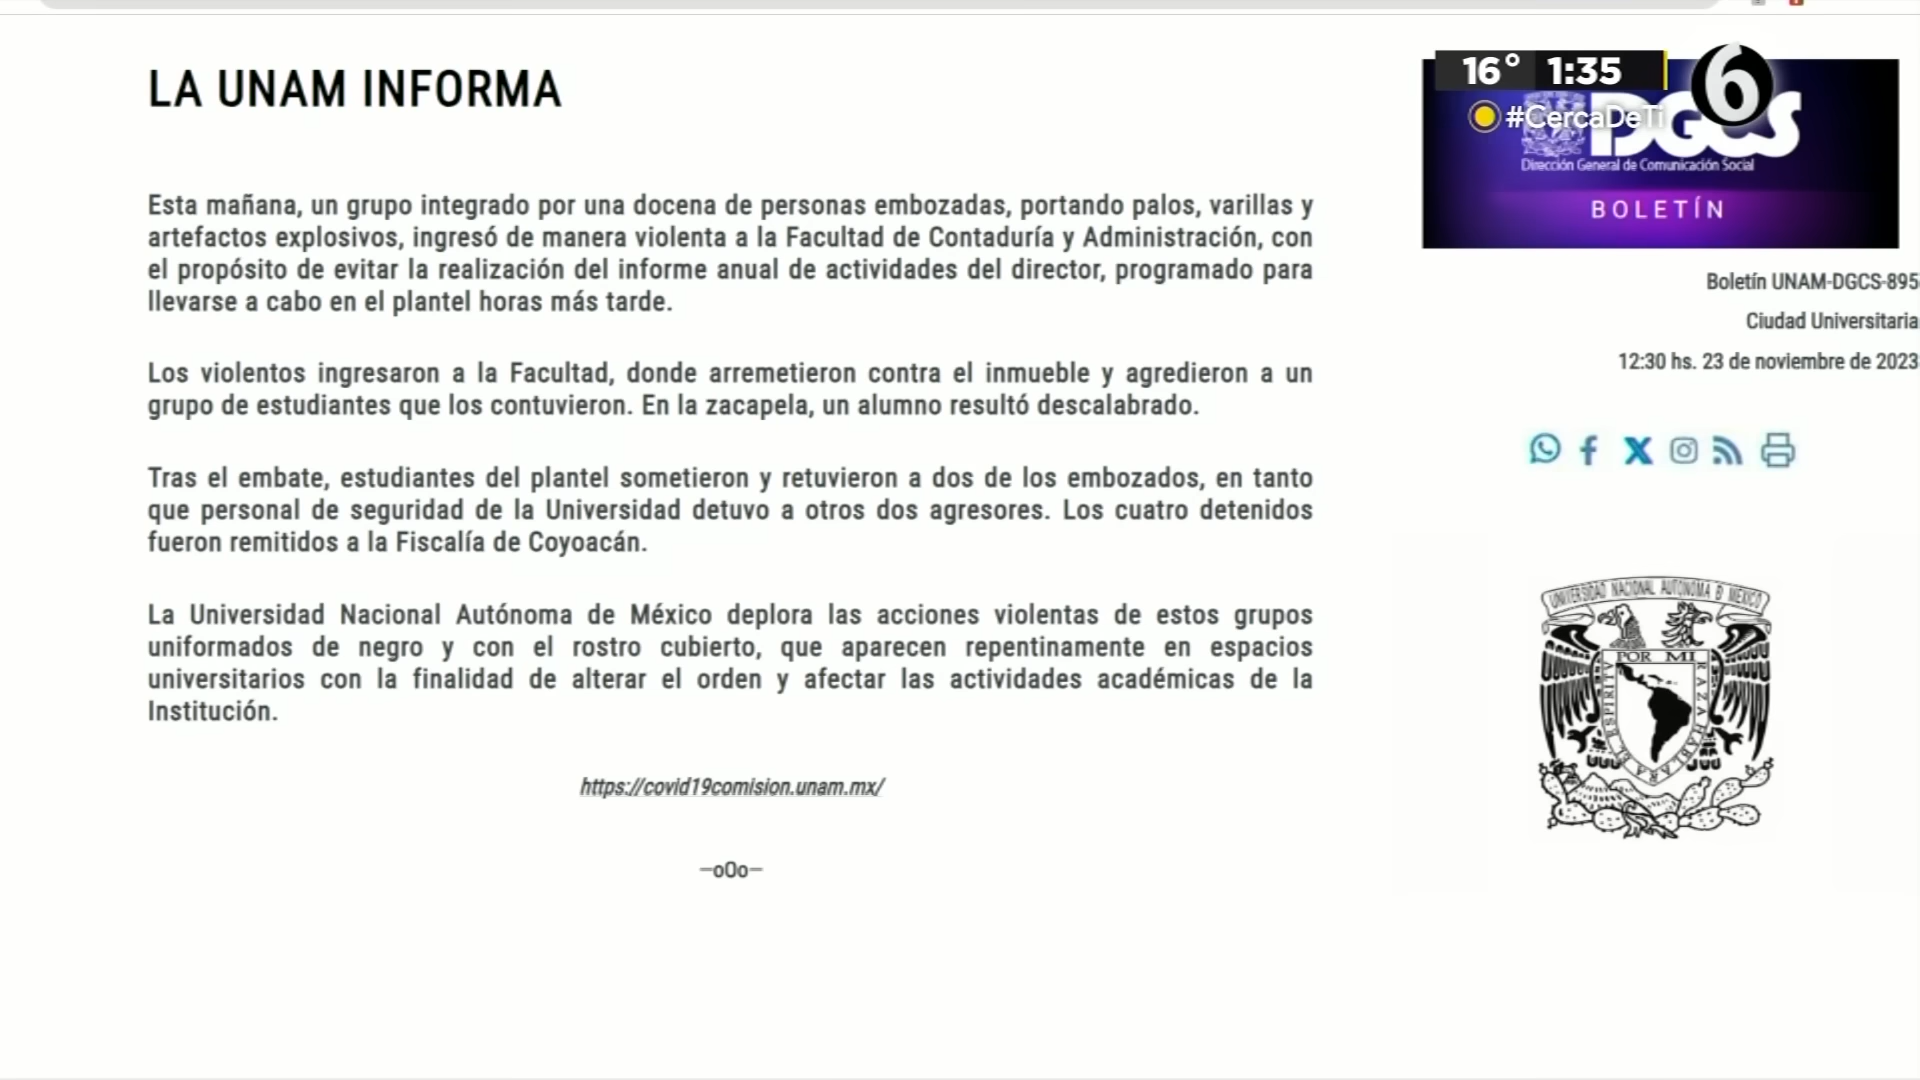 LA UNAM INFORMA
Esta mañana, un grupo integrado por una docena de personas embozadas, portando palos, varillas y
artefactos explosivos, ingresó de manera violenta a la Facultad de Contaduría y Administración, con
el propósito de evitar la realización del informe anual de actividades del director, programado para
llevarse a cabo en el plantel horas más tarde.
Los violentos ingresaron a la Facultad, donde arremetieron contra el inmueble y agredieron a un
grupo de estudiantes que los contuvieron. En la zacapela, un alumno resultó descalabrado.
Tras el embate, estudiantes del plantel sometieron y retuvieron a dos de los embozados, en tanto
que personal de seguridad de la Universidad detuvo a otros dos agresores. Los cuatro detenidos
fueron remitidos a la Fiscalía de Coyoacán.
La Universidad Nacional Autónoma de México deplora las acciones violentas de estos grupos
uniformados de negro y con el rostro cubierto, que aparecen repentinamente en espacios
universitarios con la finalidad de alterar el orden y afectar las actividades académicas de la
Institución.
https://covid19comision.unam.mx/
—oOo—
16° 1:35
6
#CercaDeTi
DGCS
Dirección General de Comunicación Social
BOLETÍN
Boletín UNAM-DGCS-895
Ciudad Universitaria
12:30 hs. 23 de noviembre de 2023
UNIVERSIDAD NACIONAL AUTONOMA D MEXICO
POR MI RAZA HABLARA EL ESPIRITV